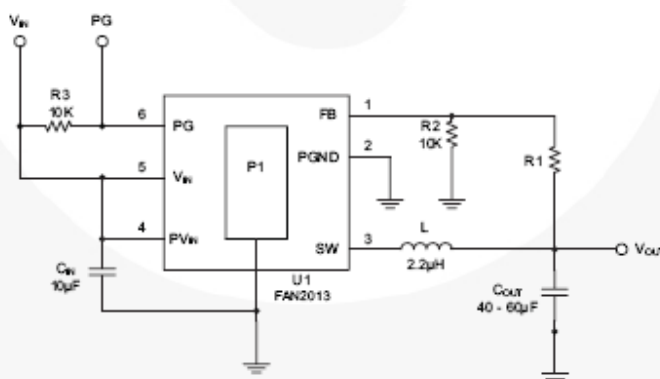 VIN PG
R3
10K
6 PG
5 VIN
4 PVIN
CIN
10µF
P1
FB 1
PGND 2
SW 3
U1
FAN2013
R2
10K
R1
L
2.2µH
VOUT
COUT
40 - 60µF